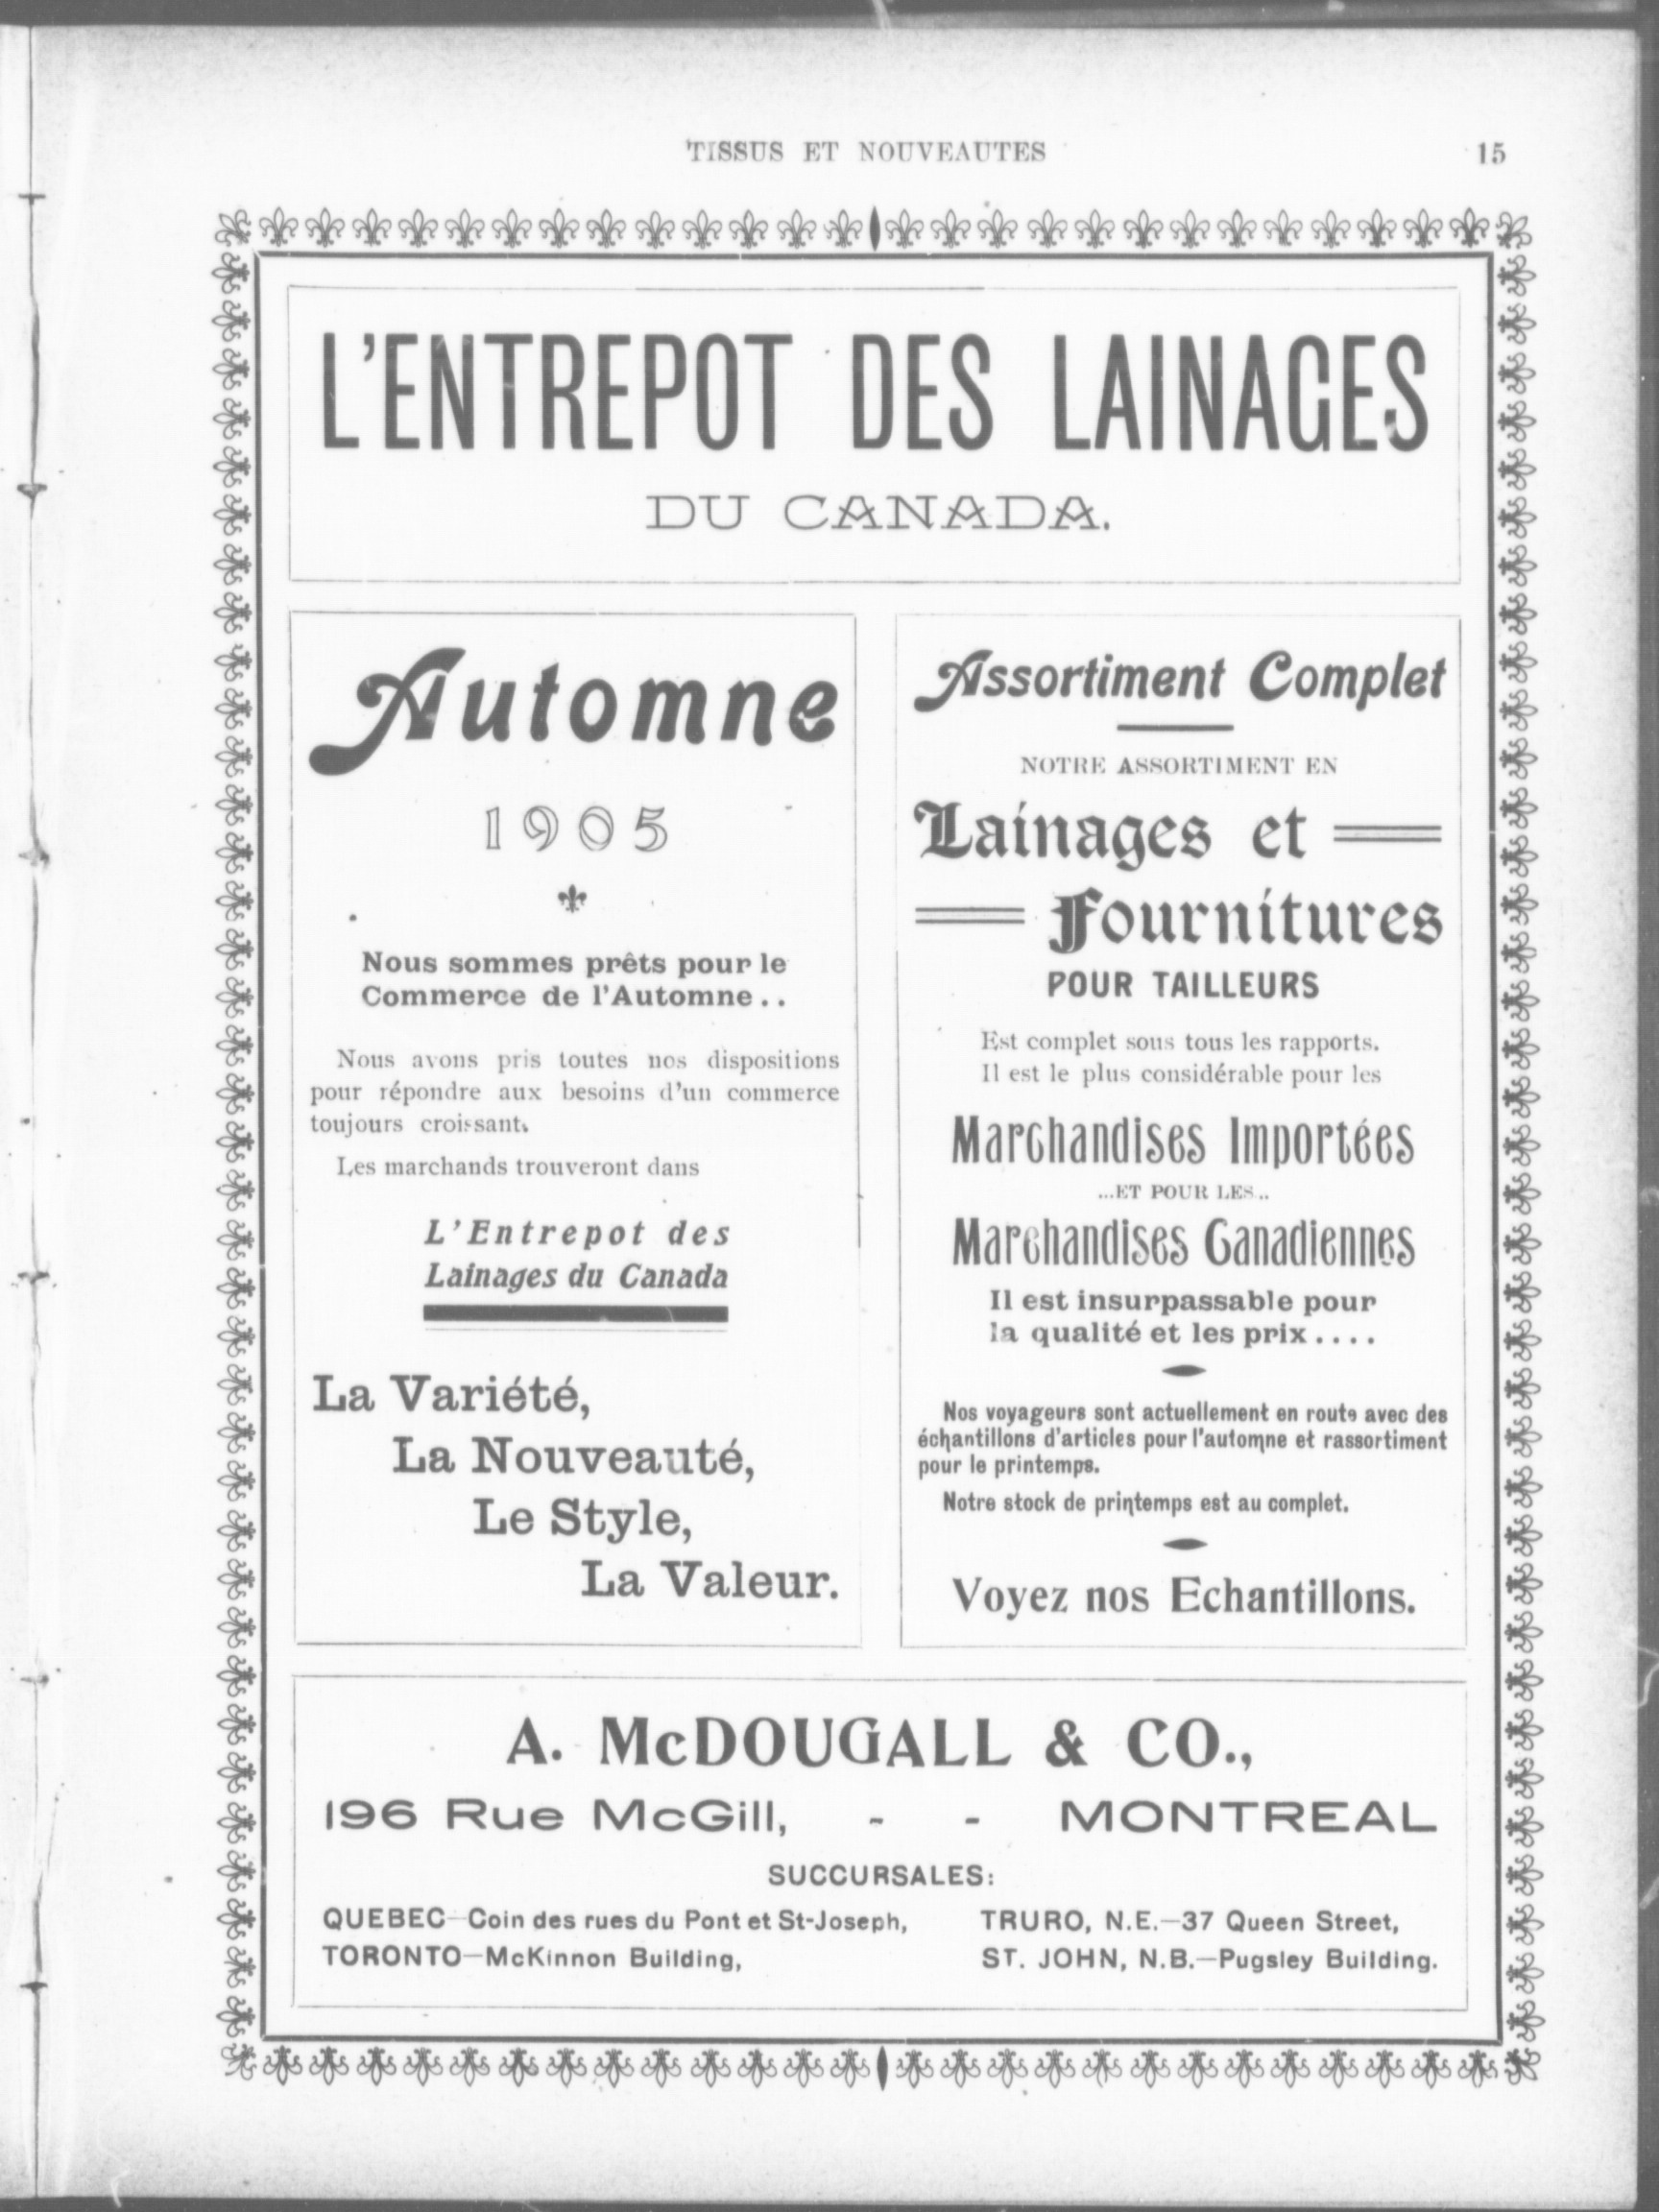 TISSUS ET NOUVEAUTES 15
L'ENTREPOT DES LAINAGES
DU CANADA.
Automne
1905
Nous sommes prêts pour le
Commerce de l'Automne..
Nous avons pris toutes nos dispositions
pour répondre aux besoins d'un commerce
toujours croissant.
Les marchands trouveront dans
L'Entrepot des
Lainages du Canada
La Variété,
La Nouveauté,
Le Style,
La Valeur.
Assortiment Complet
NOTRE ASSORTIMENT EN
Lainages et
Fournitures
POUR TAILLEURS
Est complet sous tous les rapports.
Il est le plus considérable pour les
Marchandises Importées
...ET POUR LES...
Marchandises Canadiennes
Il est insurpassable pour
la qualité et les prix....
Nos voyageurs sont actuellement en route avec des
échantillons d'articles pour l'automne et rassortiment
pour le printemps.
Notre stock de printemps est au complet.
Voyez nos Echantillons.
A. McDOUGALL & CO.,
196 Rue McGill, - - MONTREAL
SUCCURSALES:
QUEBEC—Coin des rues du Pont et St-Joseph,
TORONTO—McKinnon Building,
TRURO, N.E.—37 Queen Street,
ST. JOHN, N.B.—Pugsley Building.